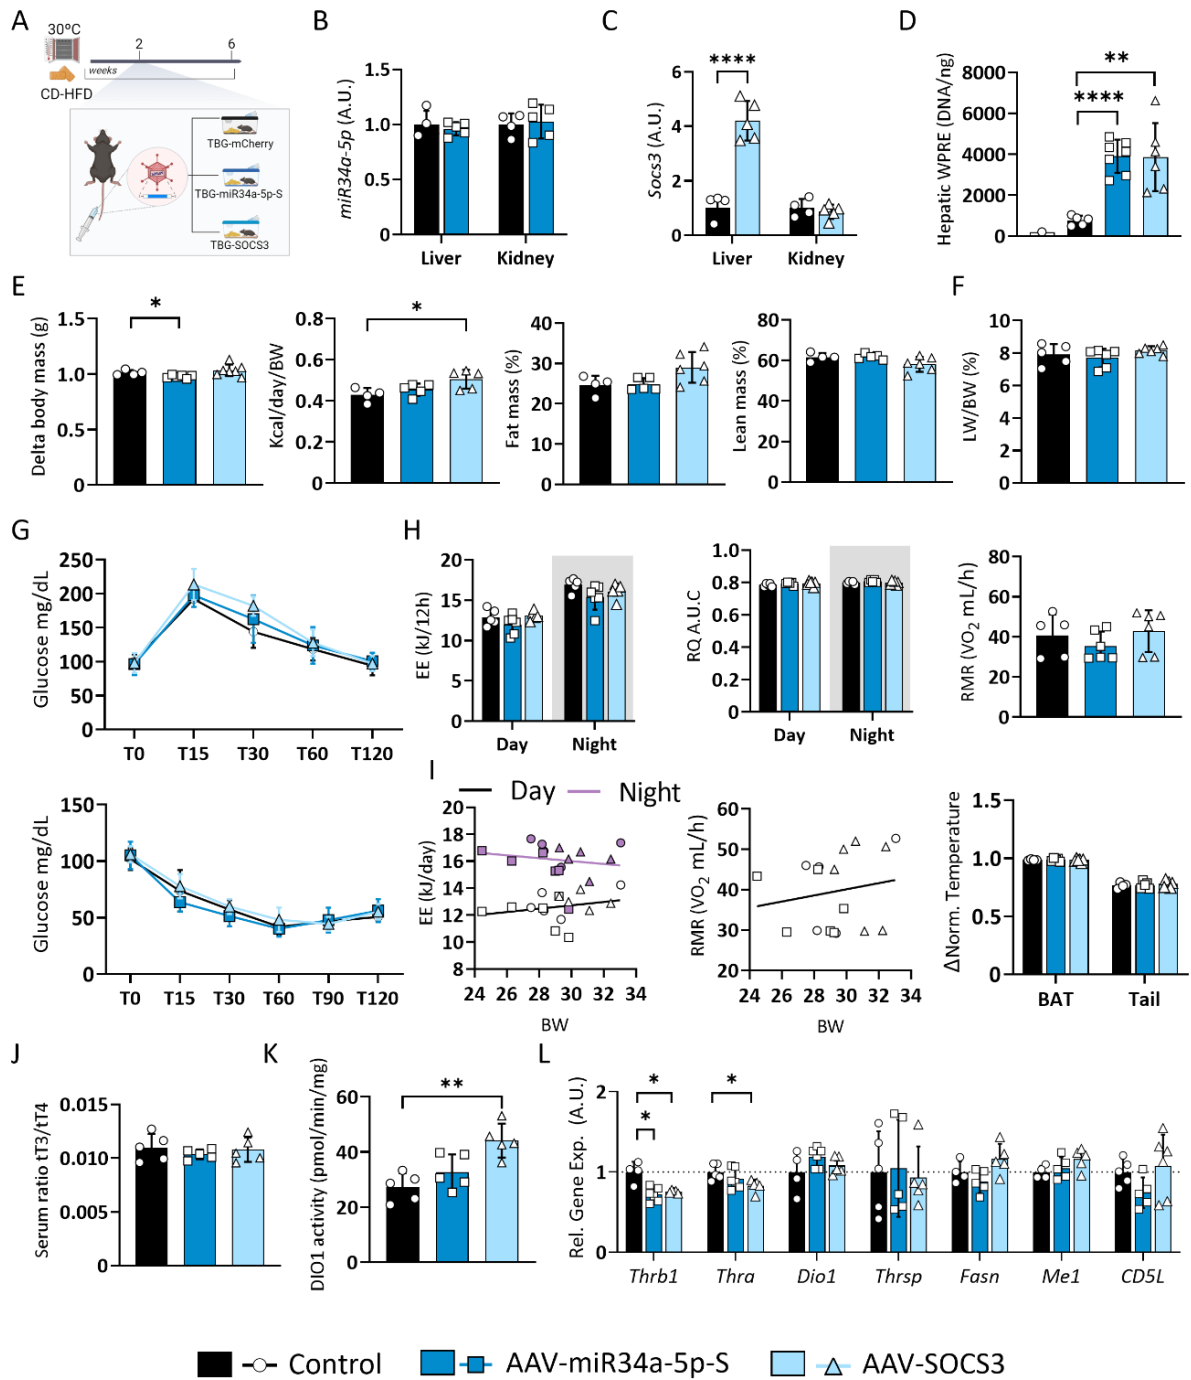 A
30ºC
2
6
weeks
CD-HFD
TBG-mCherry
TBG-miR34a-5p-S
TBG-SOCS3
B
miR34a-5p (A.U.)
1.5
1.0
0.5
0.0
Liver
Kidney
C
Socs3 (A.U.)
6
4
2
0
****
Liver
Kidney
D
Hepatic WPRE (DNA/ng)
8000
6000
4000
2000
0
**
****
E
Delta body mass (g)
1.5
1.0
0.5
0.0
*
Kcal/day/BW
0.8
0.6
0.4
0.2
0
*
Fat mass (%)
40
30
20
10
0
Lean mass (%)
80
60
40
20
0
F
LW/BW (%)
10
8
6
4
2
0
G
Glucose mg/dL
250
200
150
100
50
0
T0 T15 T30 T60 T120
Glucose mg/dL
150
100
50
0
T0 T15 T30 T60 T90 T120
H
EE (kJ/12h)
20
15
10
5
0
Day
Night
RQ A.U.C
1.0
0.8
0.6
0.4
0.2
0
Day
Night
RMR (VO2 mL/h)
80
60
40
20
0
I
Day
Night
EE (kJ/day)
20
18
16
14
12
10
8
24 26 28 30 32 34
BW
RMR (VO2 mL/h)
60
50
40
30
20
24 26 28 30 32 34
BW
ΔNorm. Temperature
1.5
1.0
0.5
0
BAT
Tail
J
Serum ratio tT3/tT4
0.015
0.010
0.005
0.000
K
DIO1 activity (pmol/min/mg)
60
40
20
0
**
L
Rel. Gene Exp. (A.U.)
2
1
0
*
*
*
Thrb1 Thra Dio1 Thrsp Fasn Me1 CD5L
Control
AAV-miR34a-5p-S
AAV-SOCS3